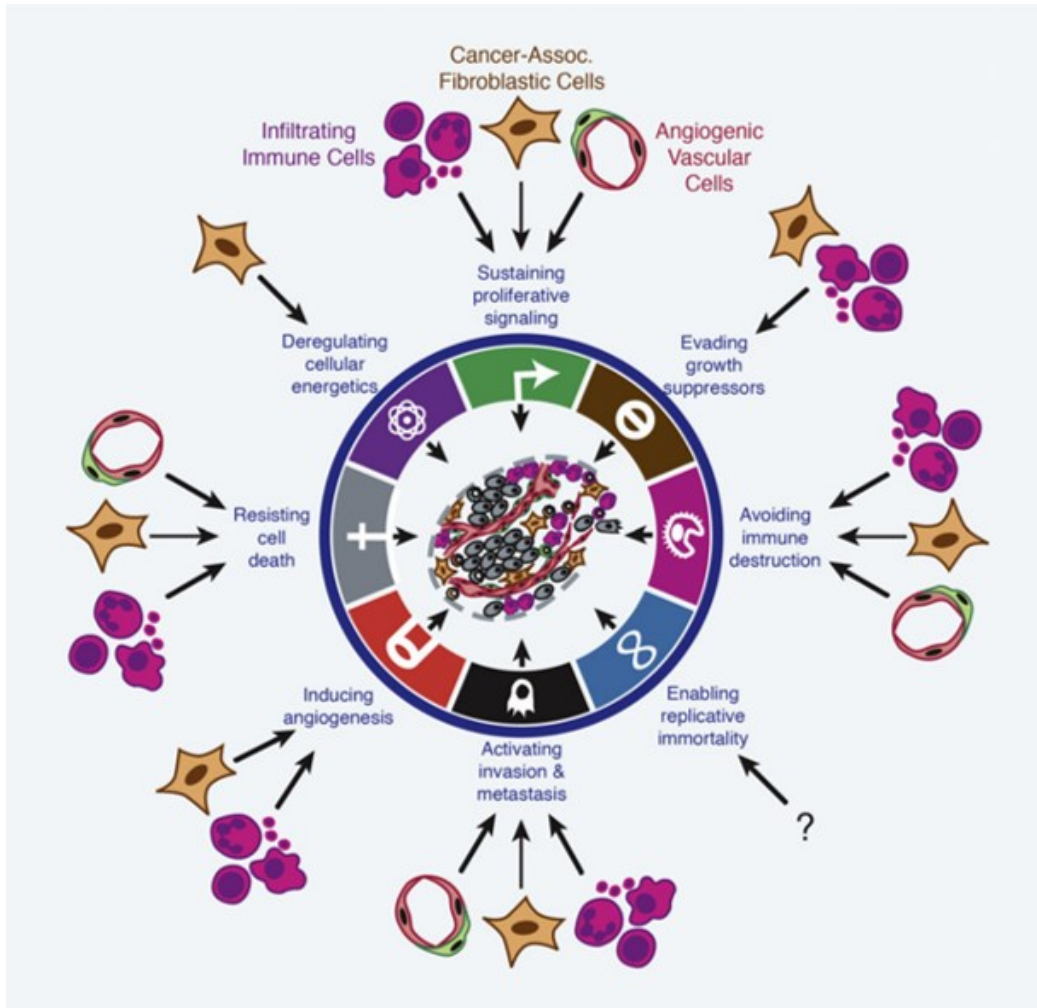 Cancer-Assoc.
Fibroblastic Cells
Infiltrating
Immune Cells
Angiogenic
Vascular
Cells
Sustaining
proliferative
signaling
Deregulating
cellular
energetics
Evading
growth
suppressors
Resisting
cell
death
Avoiding
immune
destruction
Inducing
angiogenesis
Enabling
replicative
immortality
Activating
invasion &
metastasis
?